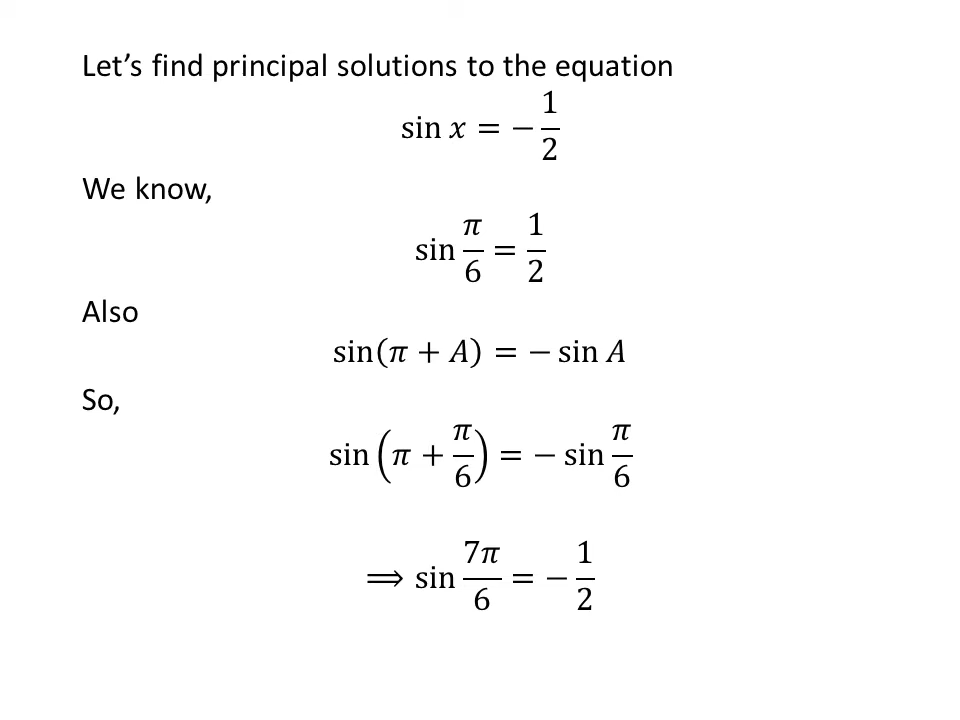 Let’s find principal solutions to the equation
sin 𝑥 = −1/2
We know,
sin 𝜋/6 = 1/2
Also
sin(𝜋 + 𝐴) = − sin 𝐴
So,
sin (𝜋 + 𝜋/6) = − sin 𝜋/6
⟹ sin 7𝜋/6 = −1/2